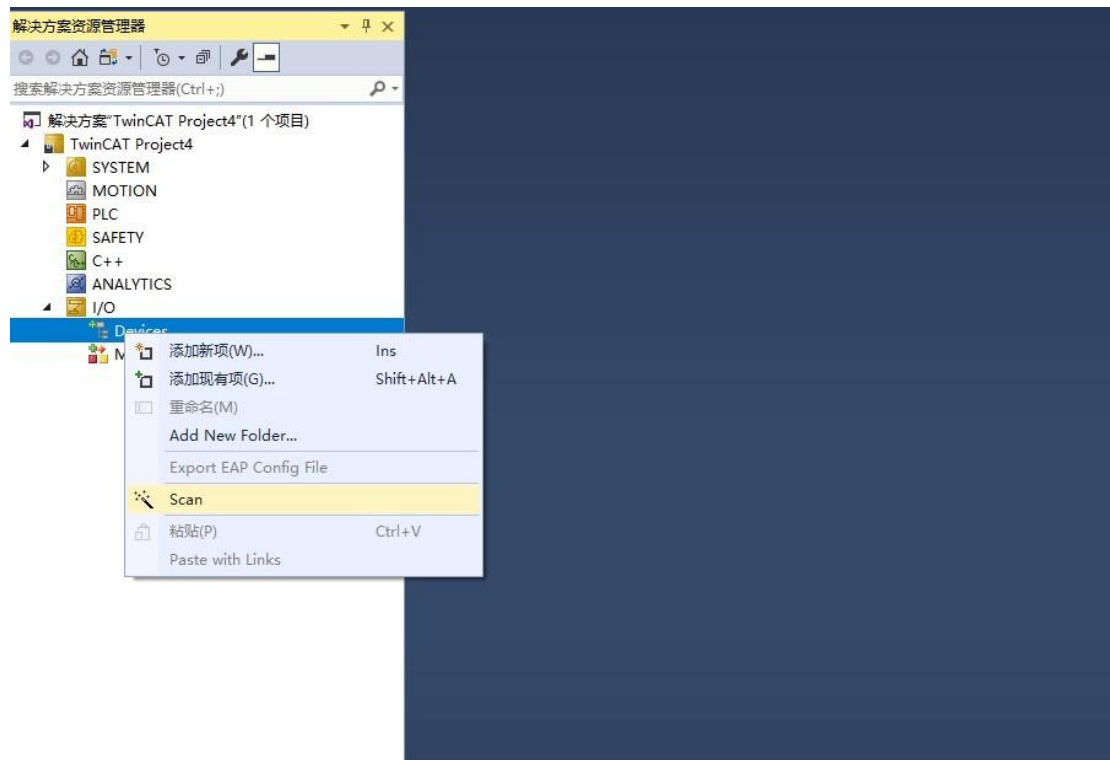 解决方案资源管理器
搜索解决方案资源管理器(Ctrl+;)
解决方案"TwinCAT Project4"(1 个项目)
TwinCAT Project4
SYSTEM
MOTION
PLC
SAFETY
C++
ANALYTICS
I/O
Devices
M
添加新项(W)... Ins
添加现有项(G)... Shift+Alt+A
重命名(M)
Add New Folder...
Export EAP Config File
Scan
粘贴(P) Ctrl+V
Paste with Links